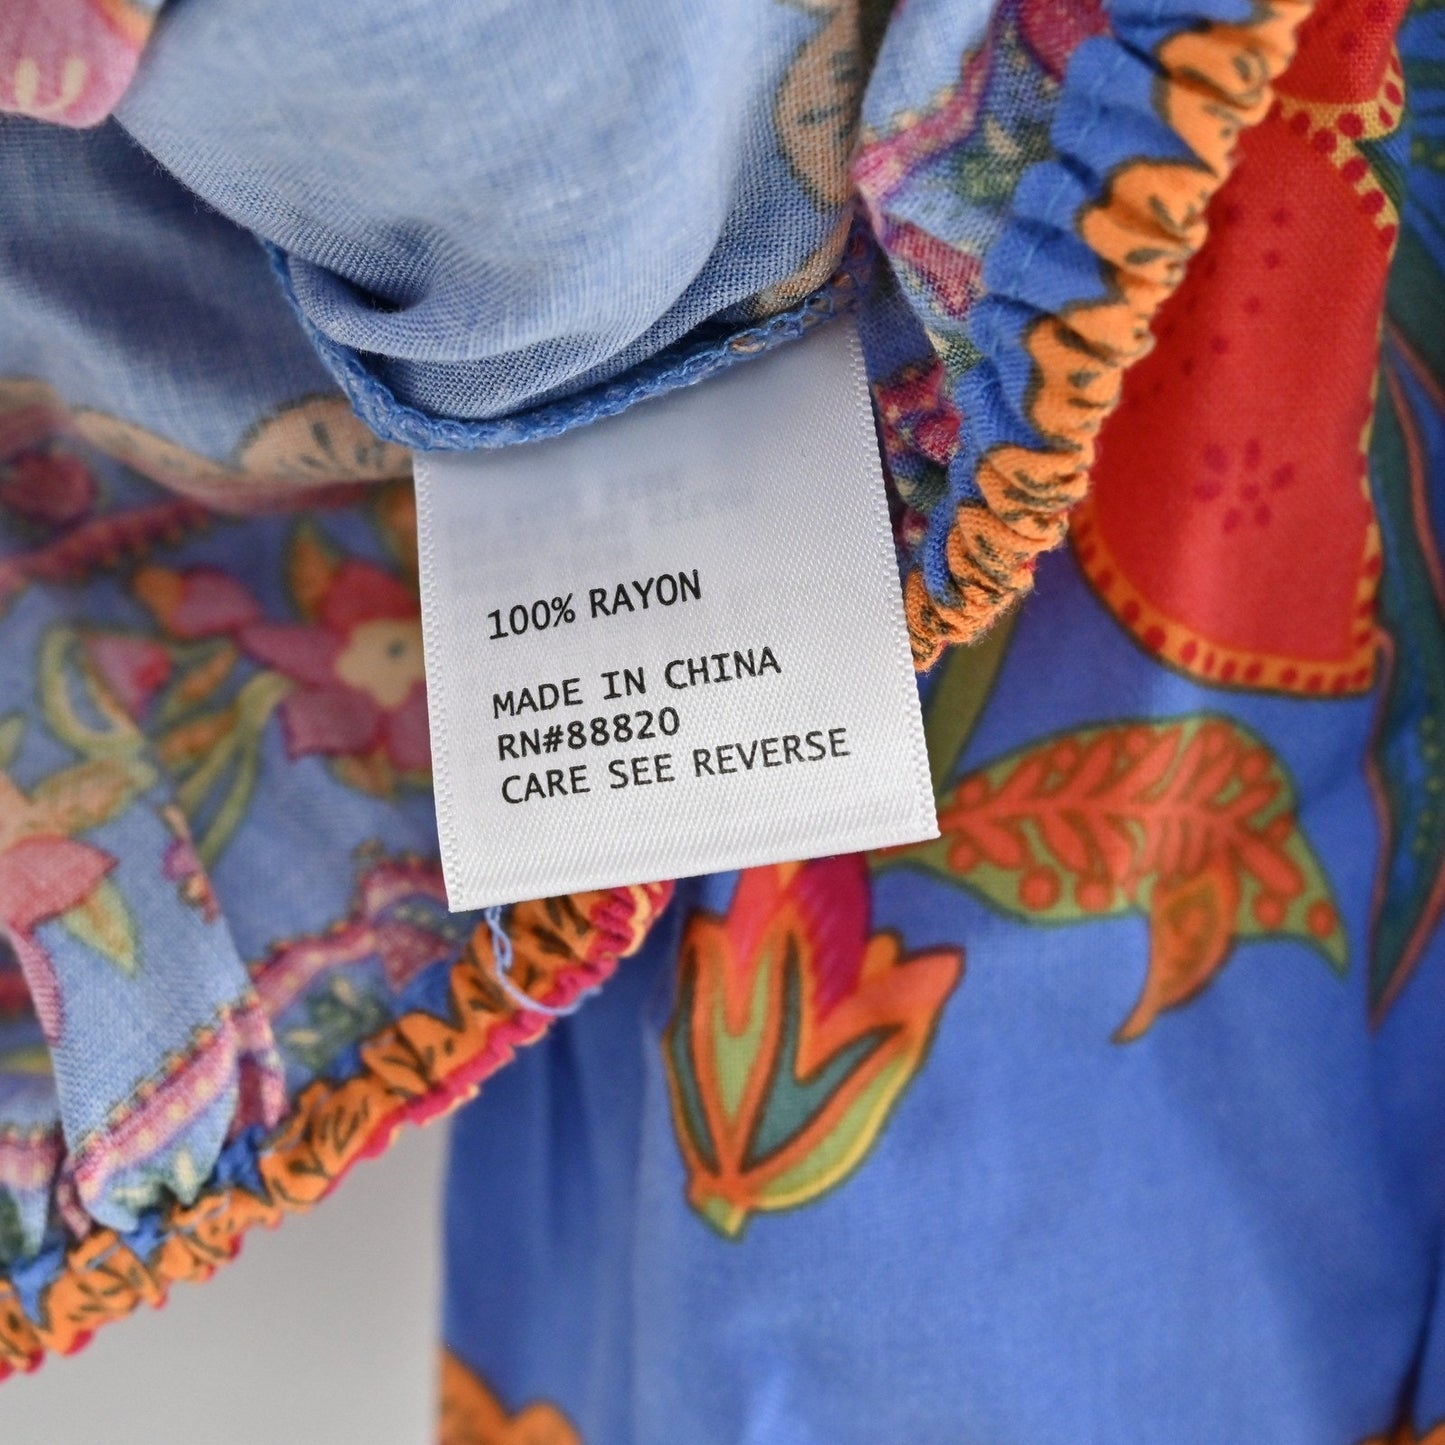 100% RAYON
MADE IN CHINA
RN#88820
CARE SEE REVERSE